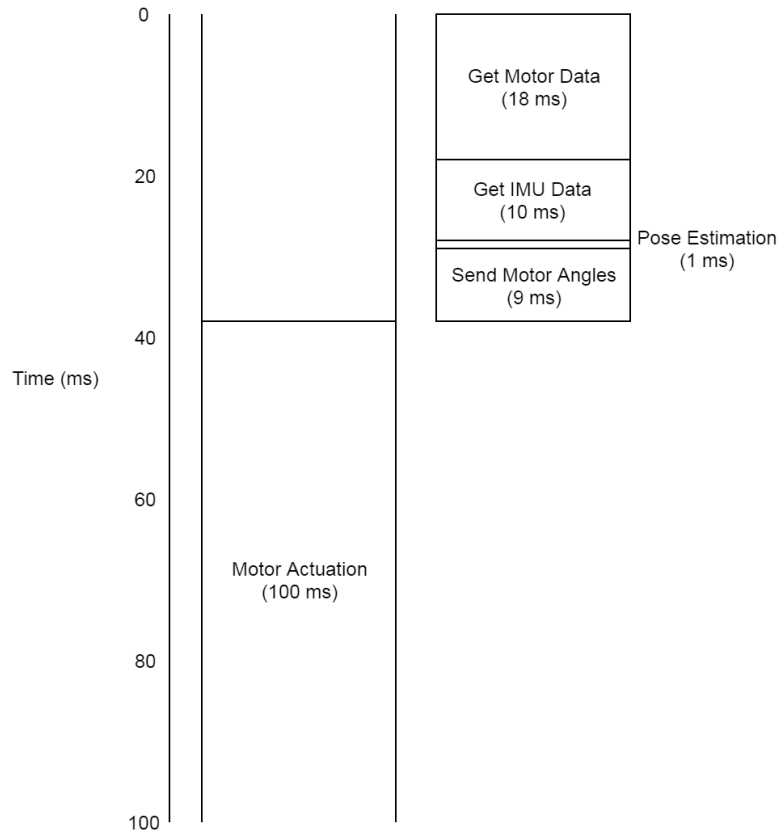 0
Get Motor Data
(18 ms)
20
Get IMU Data
(10 ms)
Pose Estimation
(1 ms)
Send Motor Angles
(9 ms)
40
Time (ms)
60
Motor Actuation
(100 ms)
80
100